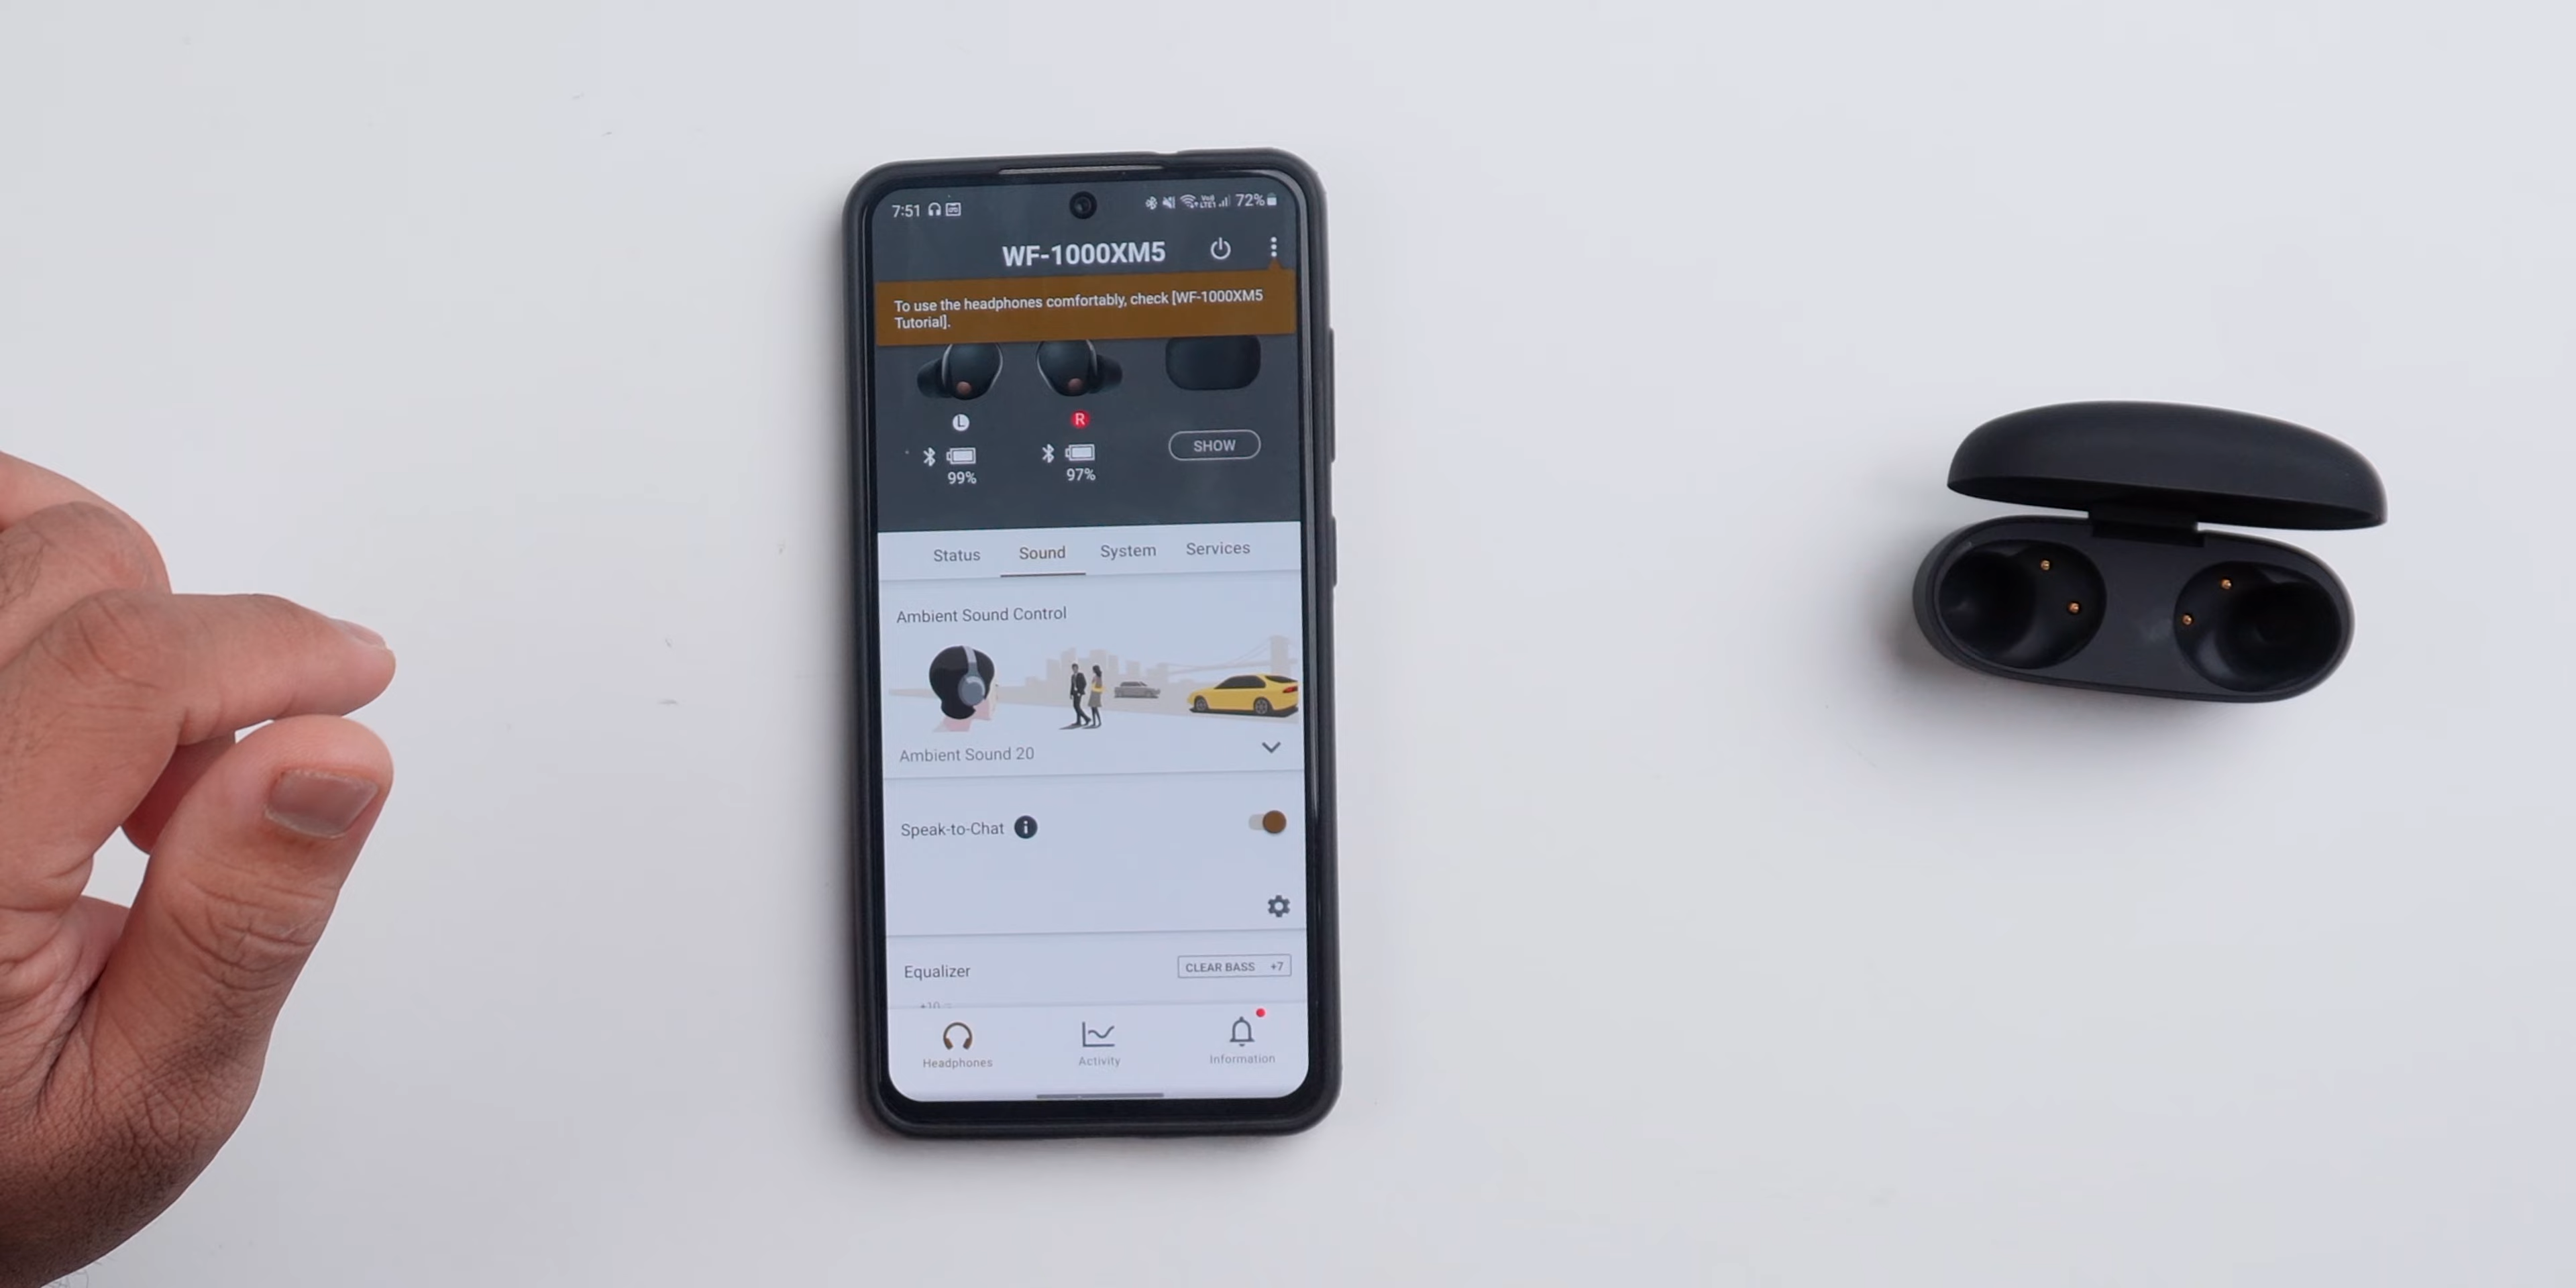 7:51
72%
WF-1000XM5
To use the headphones comfortably, check [WF-1000XM5
Tutorial].
L
R
99%
97%
SHOW
Status Sound System Services
Ambient Sound Control
Ambient Sound 20
Speak-to-Chat i
Equalizer
CLEAR BASS +7
+10
Headphones
Activity
Information